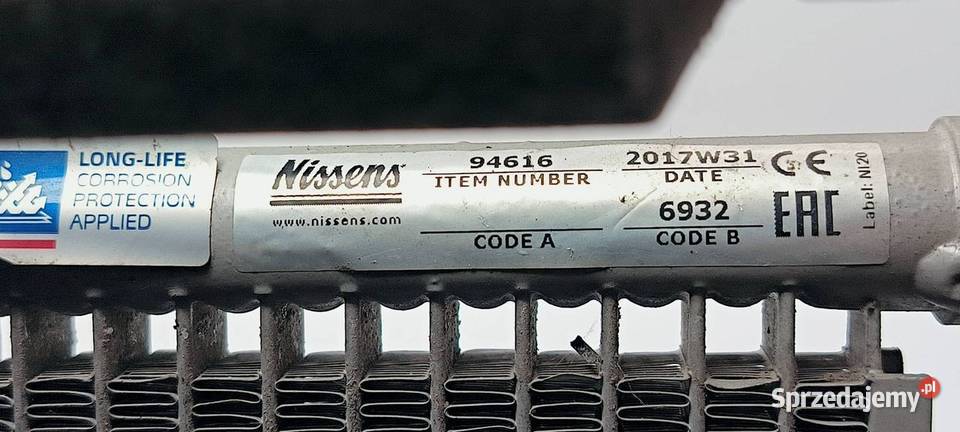 LONG-LIFE
CORROSION
PROTECTION
APPLIED
Nissens
www.nissens.com
94616
ITEM NUMBER
CODE A
2017W31
DATE
6932
CODE B
CE
EAC
Label: NI20
Sprzedajemy.pl